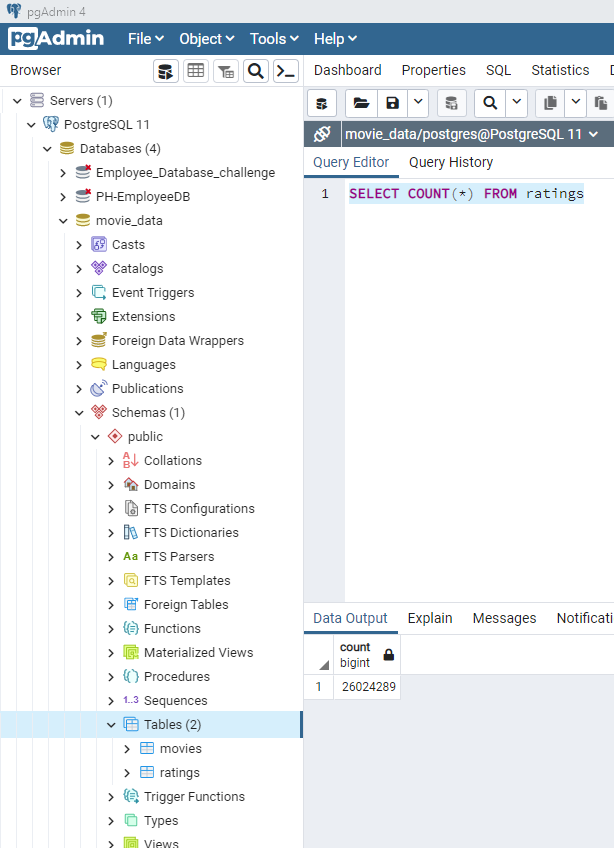 pgAdmin 4
pgAdmin File Object Tools Help
Browser
Dashboard Properties SQL Statistics
Servers (1)
PostgreSQL 11
Databases (4)
Employee_Database_challenge
PH-EmployeeDB
movie_data
Casts
Catalogs
Event Triggers
Extensions
Foreign Data Wrappers
Languages
Publications
Schemas (1)
public
Collations
Domains
FTS Configurations
FTS Dictionaries
Aa FTS Parsers
FTS Templates
Foreign Tables
Functions
Materialized Views
Procedures
1..3 Sequences
Tables (2)
movies
ratings
Trigger Functions
Types
Views
movie_data/postgres@PostgreSQL 11
Query Editor Query History
1 SELECT COUNT(*) FROM ratings
Data Output Explain Messages Notificati
count
bigint
1 26024289